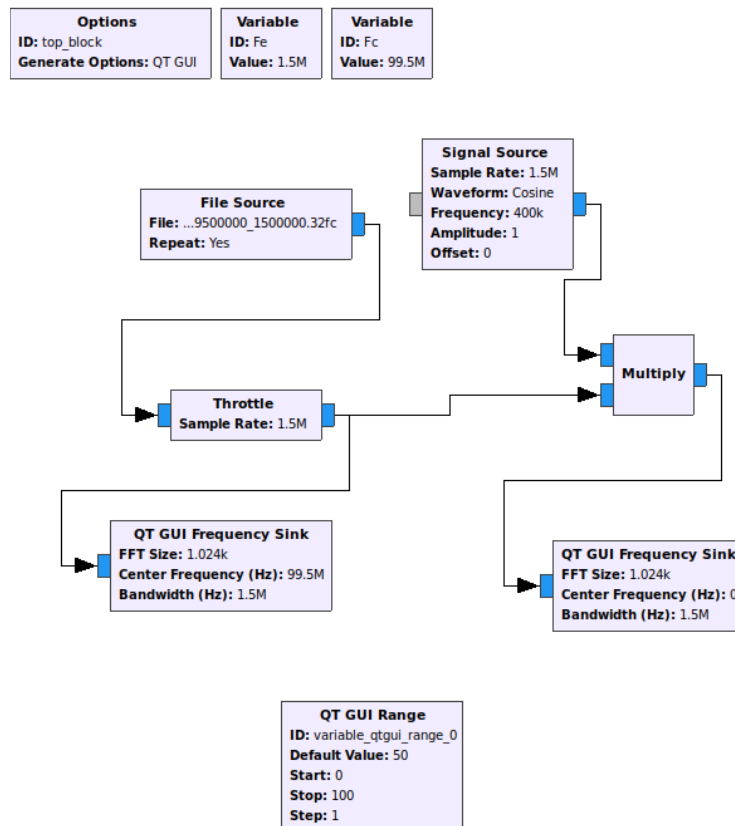 Options
ID: top_block
Generate Options: QT GUI
Variable
ID: Fe
Value: 1.5M
Variable
ID: Fc
Value: 99.5M
Signal Source
Sample Rate: 1.5M
Waveform: Cosine
Frequency: 400k
Amplitude: 1
Offset: 0
File Source
File: ...9500000_1500000.32fc
Repeat: Yes
Multiply
Throttle
Sample Rate: 1.5M
QT GUI Frequency Sink
FFT Size: 1.024k
Center Frequency (Hz): 99.5M
Bandwidth (Hz): 1.5M
QT GUI Frequency Sink
FFT Size: 1.024k
Center Frequency (Hz): 0
Bandwidth (Hz): 1.5M
QT GUI Range
ID: variable_qtgui_range_0
Default Value: 50
Start: 0
Stop: 100
Step: 1